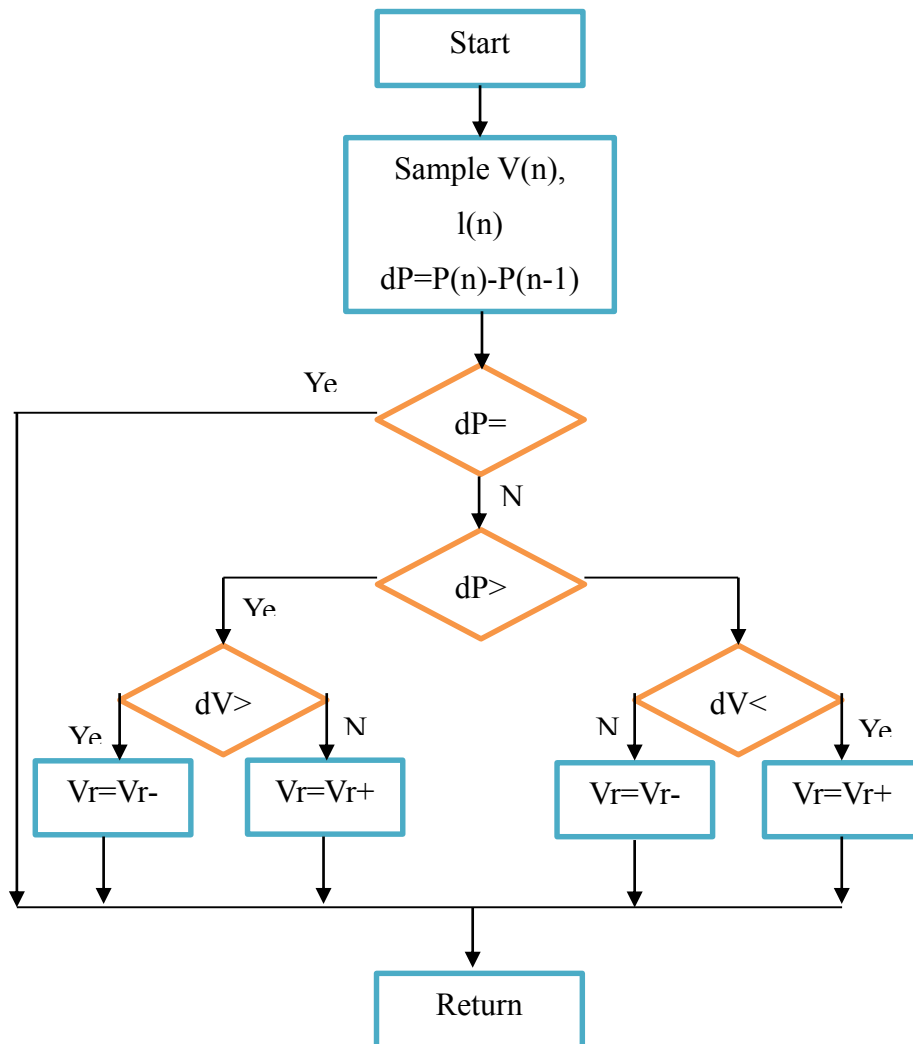 Start
Sample V(n),
l(n)
dP=P(n)-P(n-1)
Ye
dP=
N
dP>
Ye
dV>
dV<
Ye
N
N
Ye
Vr=Vr-
Vr=Vr+
Vr=Vr-
Vr=Vr+
Return